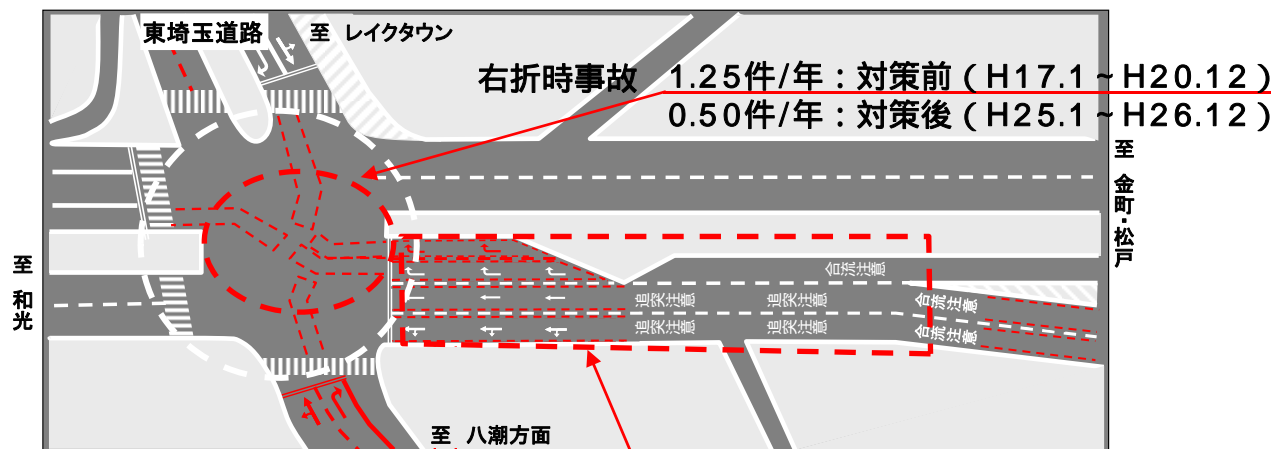 東埼玉道路
至 レイクタウン
右折時事故 1.25件/年：対策前（H17.1～H20.12）
0.50件/年：対策後（H25.1～H26.12）
至 金町・松戸
至 和光
合流注意
追突注意 追突注意 合流注意
追突注意 追突注意 合流注意
至 八潮方面